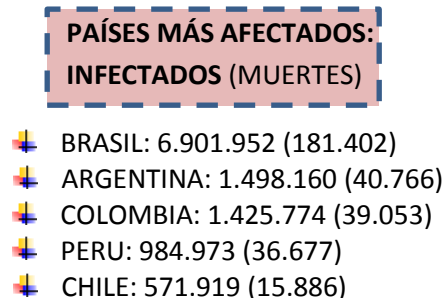 PAÍSES MÁS AFECTADOS:
INFECTADOS (MUERTES)
BRASIL: 6.901.952 (181.402)
ARGENTINA: 1.498.160 (40.766)
COLOMBIA: 1.425.774 (39.053)
PERU: 984.973 (36.677)
CHILE: 571.919 (15.886)